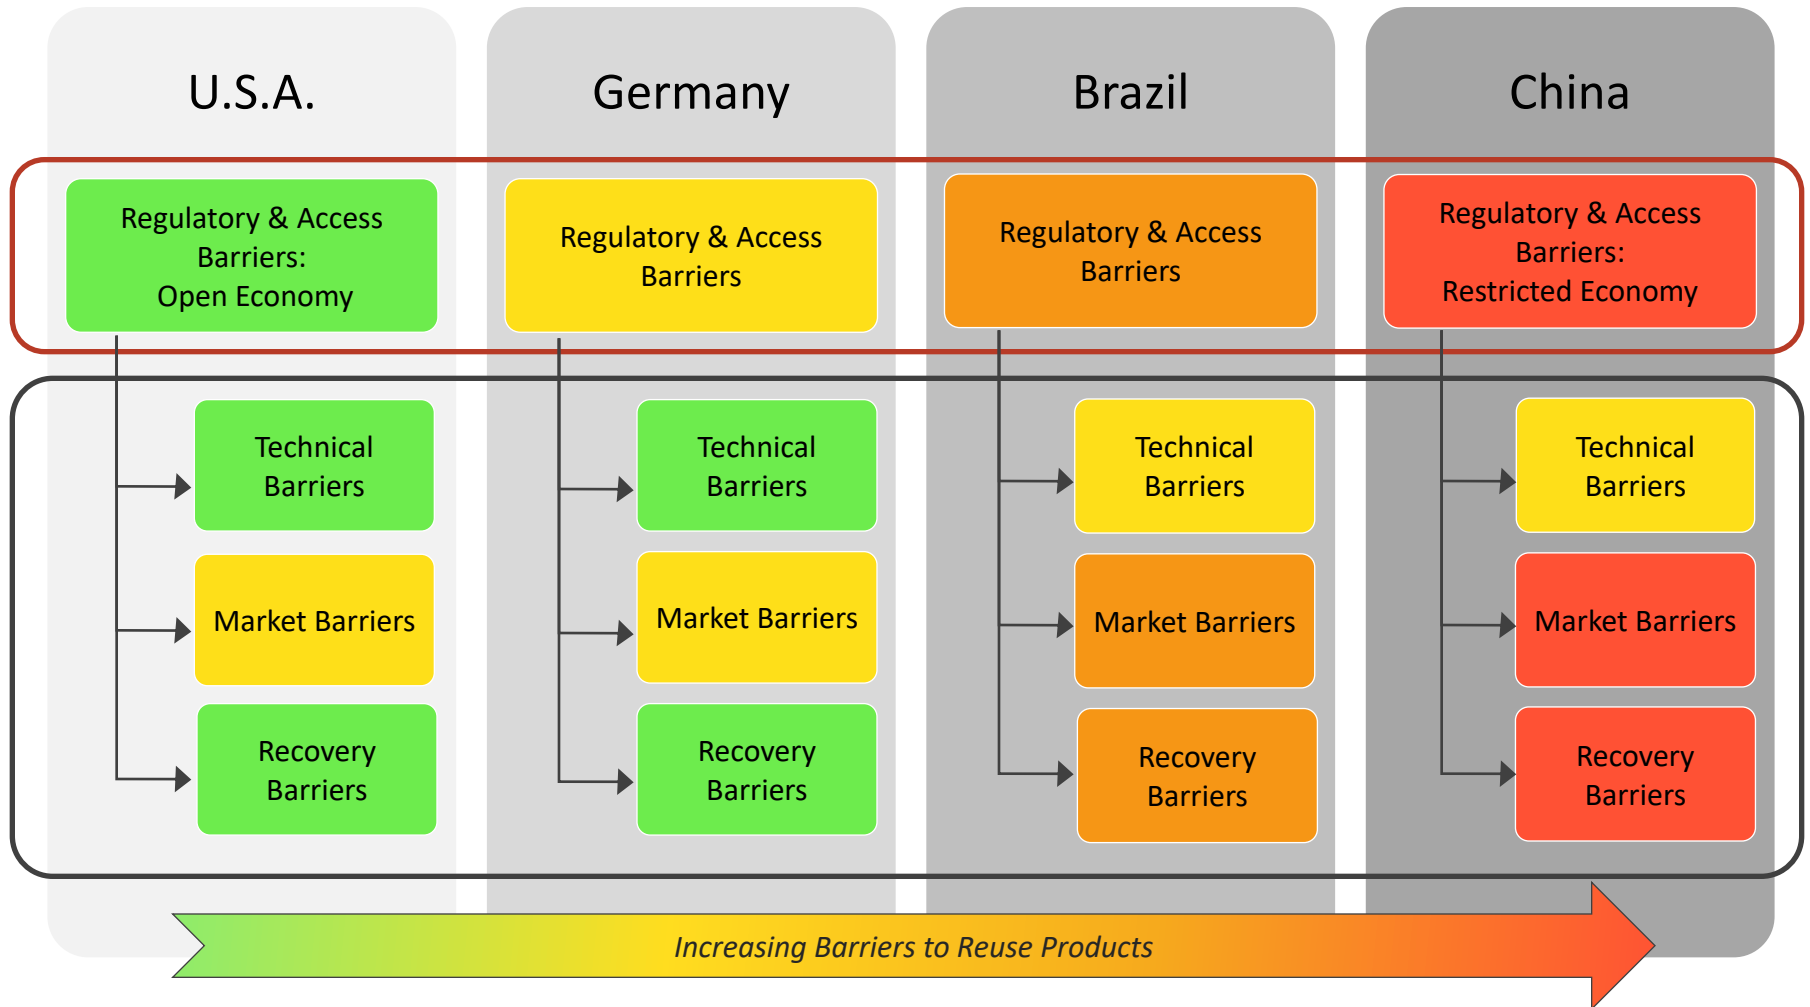 U.S.A.
Germany
Brazil
China
Regulatory & Access
Barriers:
Open Economy
Regulatory & Access
Barriers
Regulatory & Access
Barriers
Regulatory & Access
Barriers:
Restricted Economy
Technical
Barriers
Technical
Barriers
Technical
Barriers
Technical
Barriers
Market Barriers
Market Barriers
Market Barriers
Market Barriers
Recovery
Barriers
Recovery
Barriers
Recovery
Barriers
Recovery
Barriers
Increasing Barriers to Reuse Products